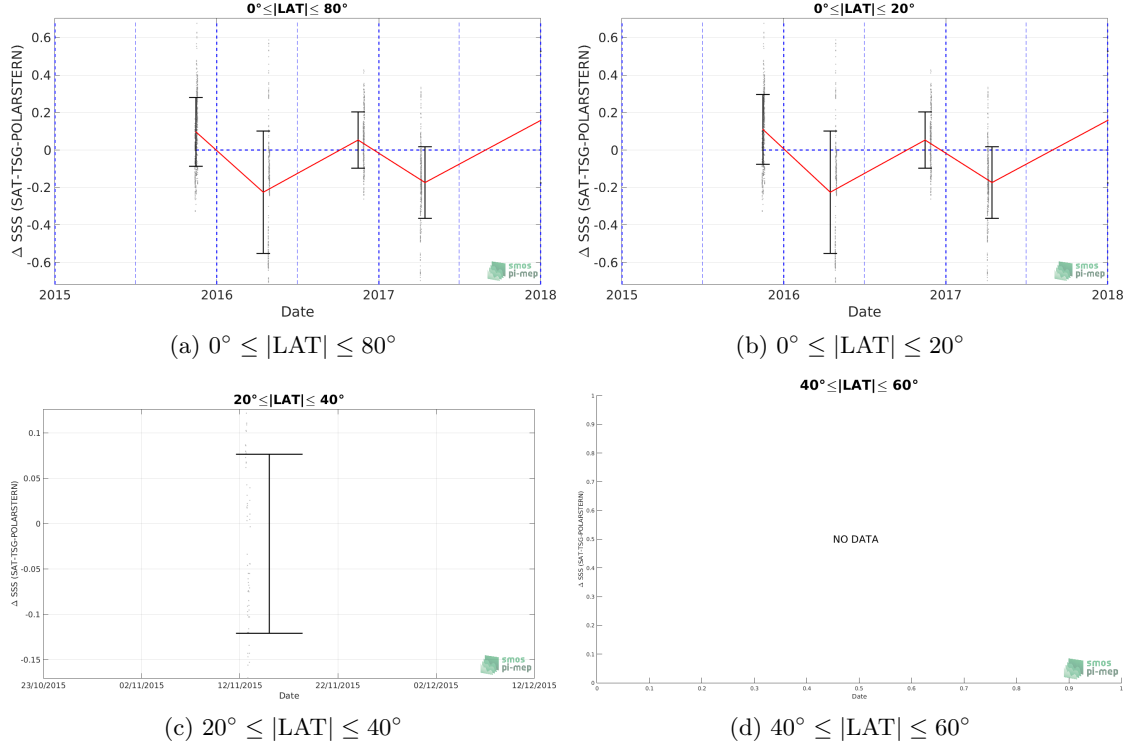 0°≤|LAT|≤ 80°
Δ SSS (SAT-TSG-POLARSTERN)
0.6
0.4
0.2
0
-0.2
-0.4
-0.6
2015
2016
2017
2018
Date
smos
pi-mep
(a) 0° ≤ |LAT| ≤ 80°
0°≤|LAT|≤ 20°
Δ SSS (SAT-TSG-POLARSTERN)
0.6
0.4
0.2
0
-0.2
-0.4
-0.6
2015
2016
2017
2018
Date
smos
pi-mep
(b) 0° ≤ |LAT| ≤ 20°
20°≤|LAT|≤ 40°
Δ SSS (SAT-TSG-POLARSTERN)
0.1
0.05
0
-0.05
-0.1
-0.15
23/10/2015
02/11/2015
12/11/2015
22/11/2015
02/12/2015
12/12/2015
Date
smos
pi-mep
(c) 20° ≤ |LAT| ≤ 40°
40°≤|LAT|≤ 60°
Δ SSS (SAT-TSG-POLARSTERN)
1
0.9
0.8
0.7
0.6
0.5
0.4
0.3
0.2
0.1
0
NO DATA
0
0.1
0.2
0.3
0.4
0.5
0.6
0.7
0.8
0.9
1
Date
smos
pi-mep
(d) 40° ≤ |LAT| ≤ 60°